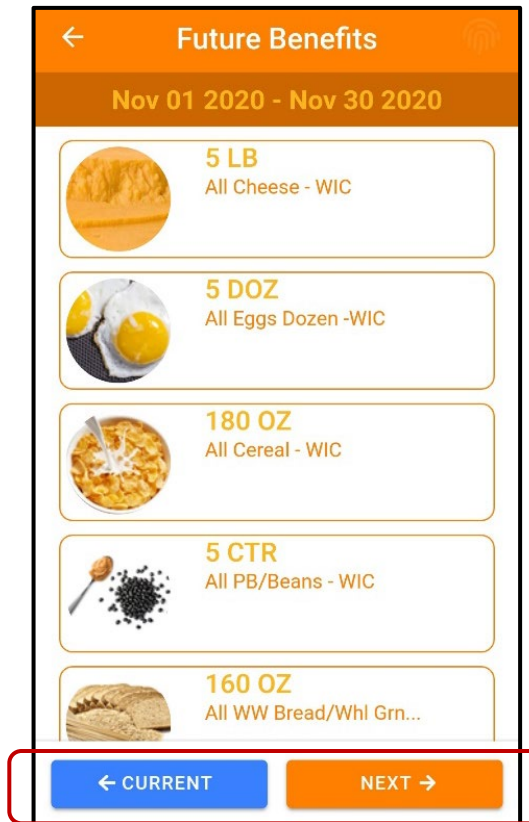 ← Future Benefits
Nov 01 2020 - Nov 30 2020
5 LB
All Cheese - WIC
5 DOZ
All Eggs Dozen -WIC
180 OZ
All Cereal - WIC
5 CTR
All PB/Beans - WIC
160 OZ
All WW Bread/Whl Grn...
← CURRENT
NEXT →